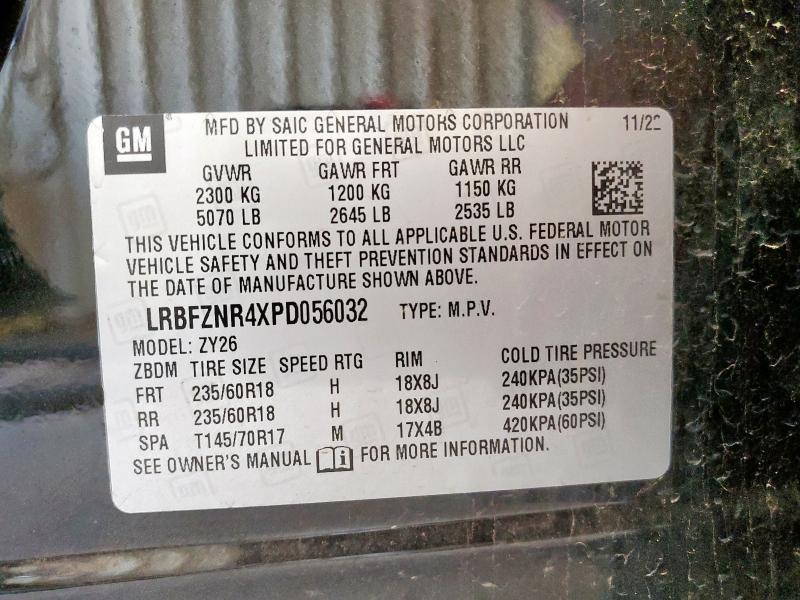 GM
MFD BY SAIC GENERAL MOTORS CORPORATION 11/22
LIMITED FOR GENERAL MOTORS LLC
GVWR GAWR FRT GAWR RR
2300 KG 1200 KG 1150 KG
5070 LB 2645 LB 2535 LB
THIS VEHICLE CONFORMS TO ALL APPLICABLE U.S. FEDERAL MOTOR
VEHICLE SAFETY AND THEFT PREVENTION STANDARDS IN EFFECT ON
THE DATE OF MANUFACTURE SHOWN ABOVE.
LRBFZNR4XPD056032 TYPE: M.P.V.
MODEL: ZY26
ZBDM TIRE SIZE SPEED RTG RIM COLD TIRE PRESSURE
FRT 235/60R18 H 18X8J 240KPA(35PSI)
RR 235/60R18 H 18X8J 240KPA(35PSI)
SPA T145/70R17 M 17X4B 420KPA(60PSI)
SEE OWNER'S MANUAL i FOR MORE INFORMATION.